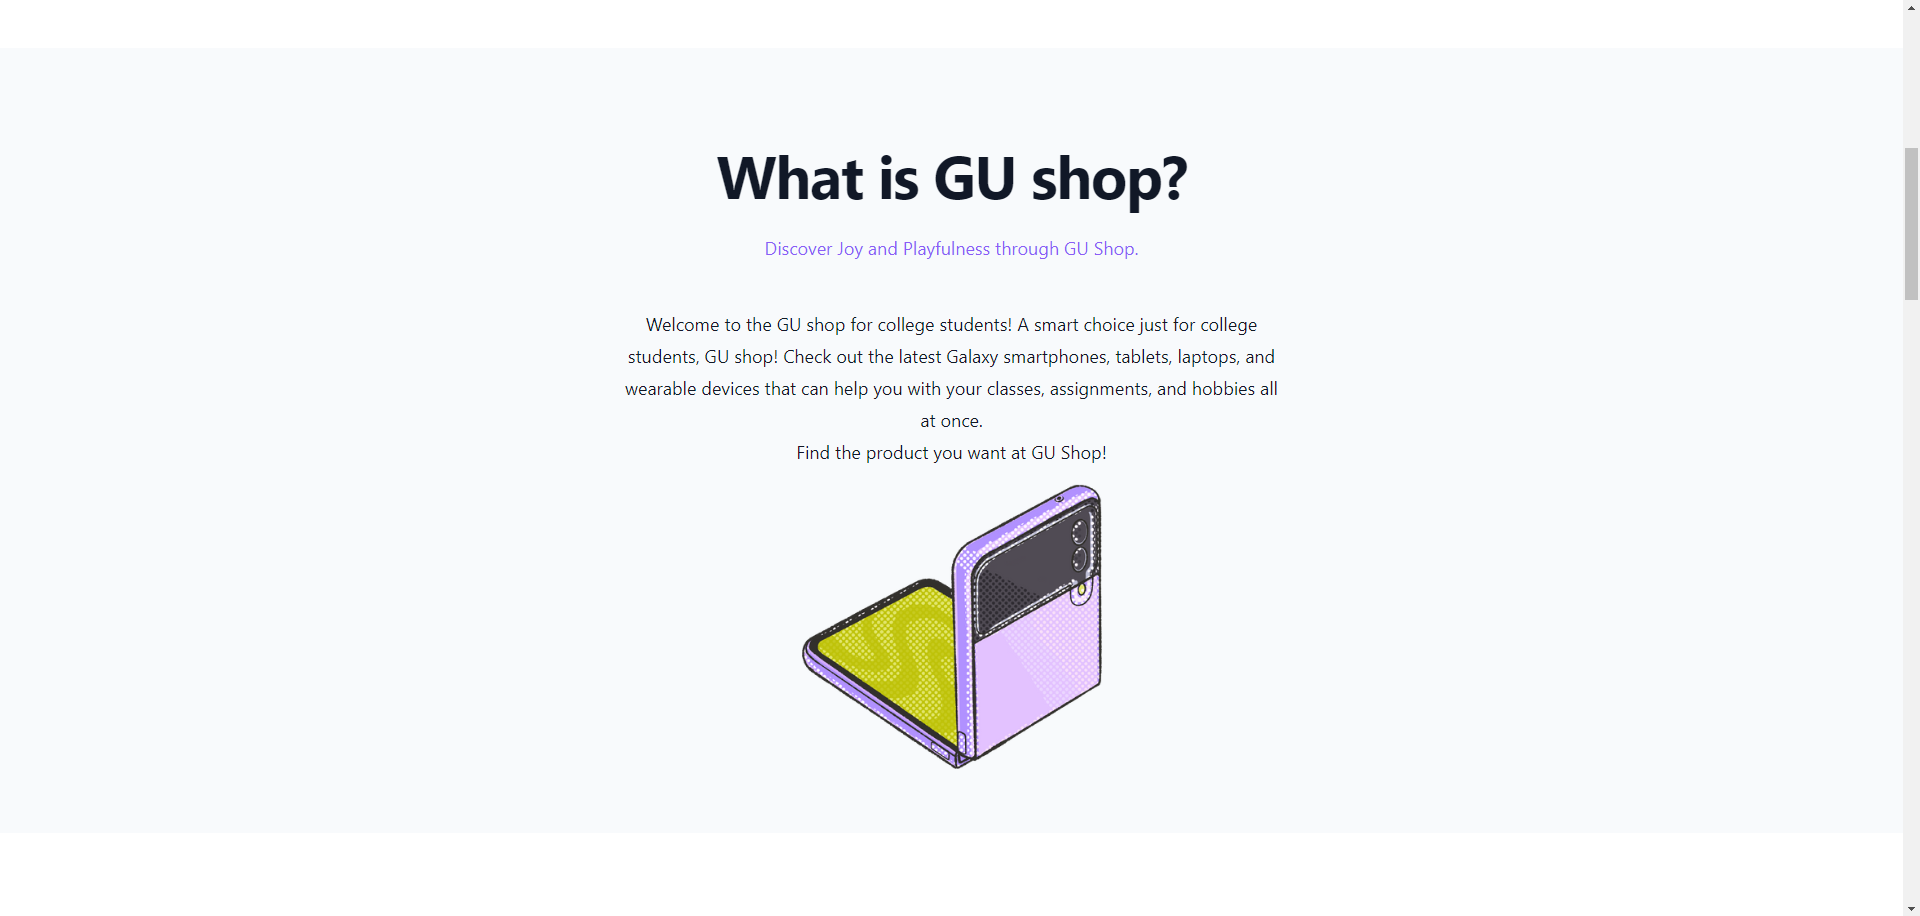 What is GU shop?
Discover Joy and Playfulness through GU Shop.
Welcome to the GU shop for college students! A smart choice just for college
students, GU shop! Check out the latest Galaxy smartphones, tablets, laptops, and
wearable devices that can help you with your classes, assignments, and hobbies all
at once.
Find the product you want at GU Shop!